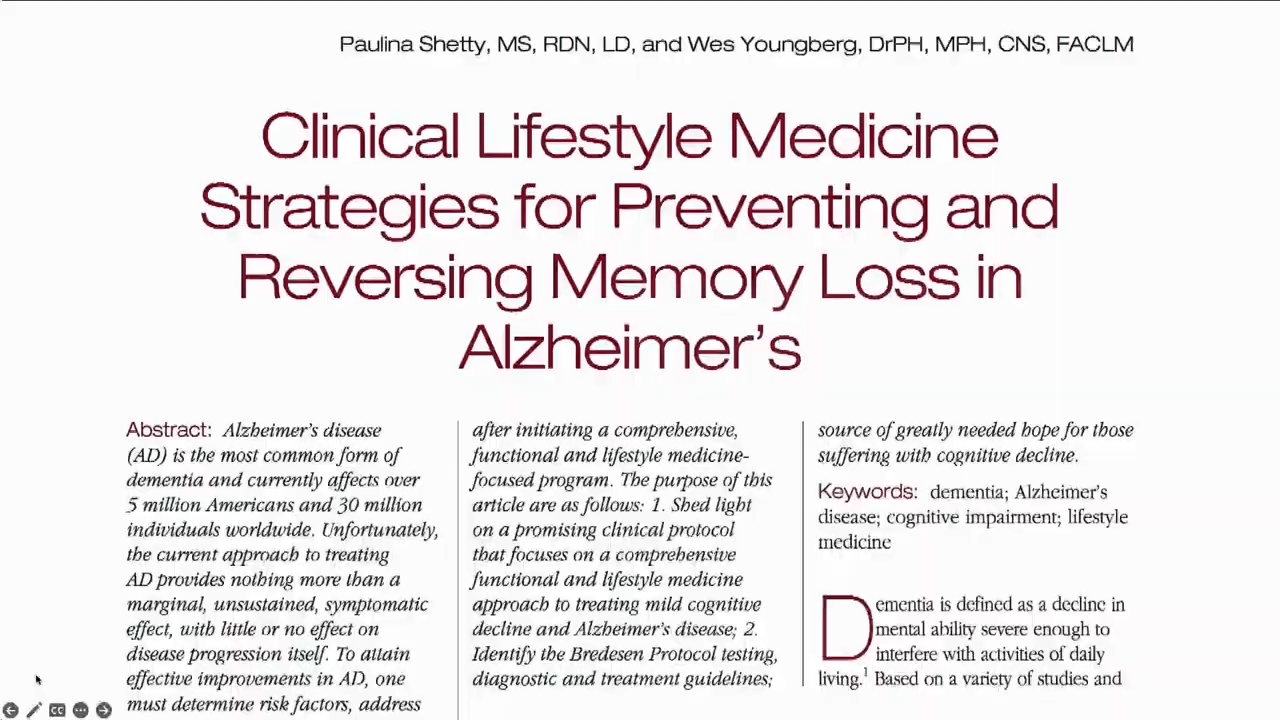 Paulina Shetty, MS, RDN, LD, and Wes Youngberg, DrPH, MPH, CNS, FACLM
Clinical Lifestyle Medicine
Strategies for Preventing and
Reversing Memory Loss in
Alzheimer’s
Abstract: Alzheimer’s disease
(AD) is the most common form of
dementia and currently affects over
5 million Americans and 30 million
individuals worldwide. Unfortunately,
the current approach to treating
AD provides nothing more than a
marginal, unsustained, symptomatic
effect, with little or no effect on
disease progression itself. To attain
effective improvements in AD, one
must determine risk factors, address
after initiating a comprehensive,
functional and lifestyle medicine-
focused program. The purpose of this
article are as follows: 1. Shed light
on a promising clinical protocol
that focuses on a comprehensive
functional and lifestyle medicine
approach to treating mild cognitive
decline and Alzheimer’s disease; 2.
Identify the Bredesen Protocol testing,
diagnostic and treatment guidelines;
source of greatly needed hope for those
suffering with cognitive decline.
Keywords: dementia; Alzheimer’s
disease; cognitive impairment; lifestyle
medicine
Dementia is defined as a decline in
mental ability severe enough to
interfere with activities of daily
living.1 Based on a variety of studies and
CC